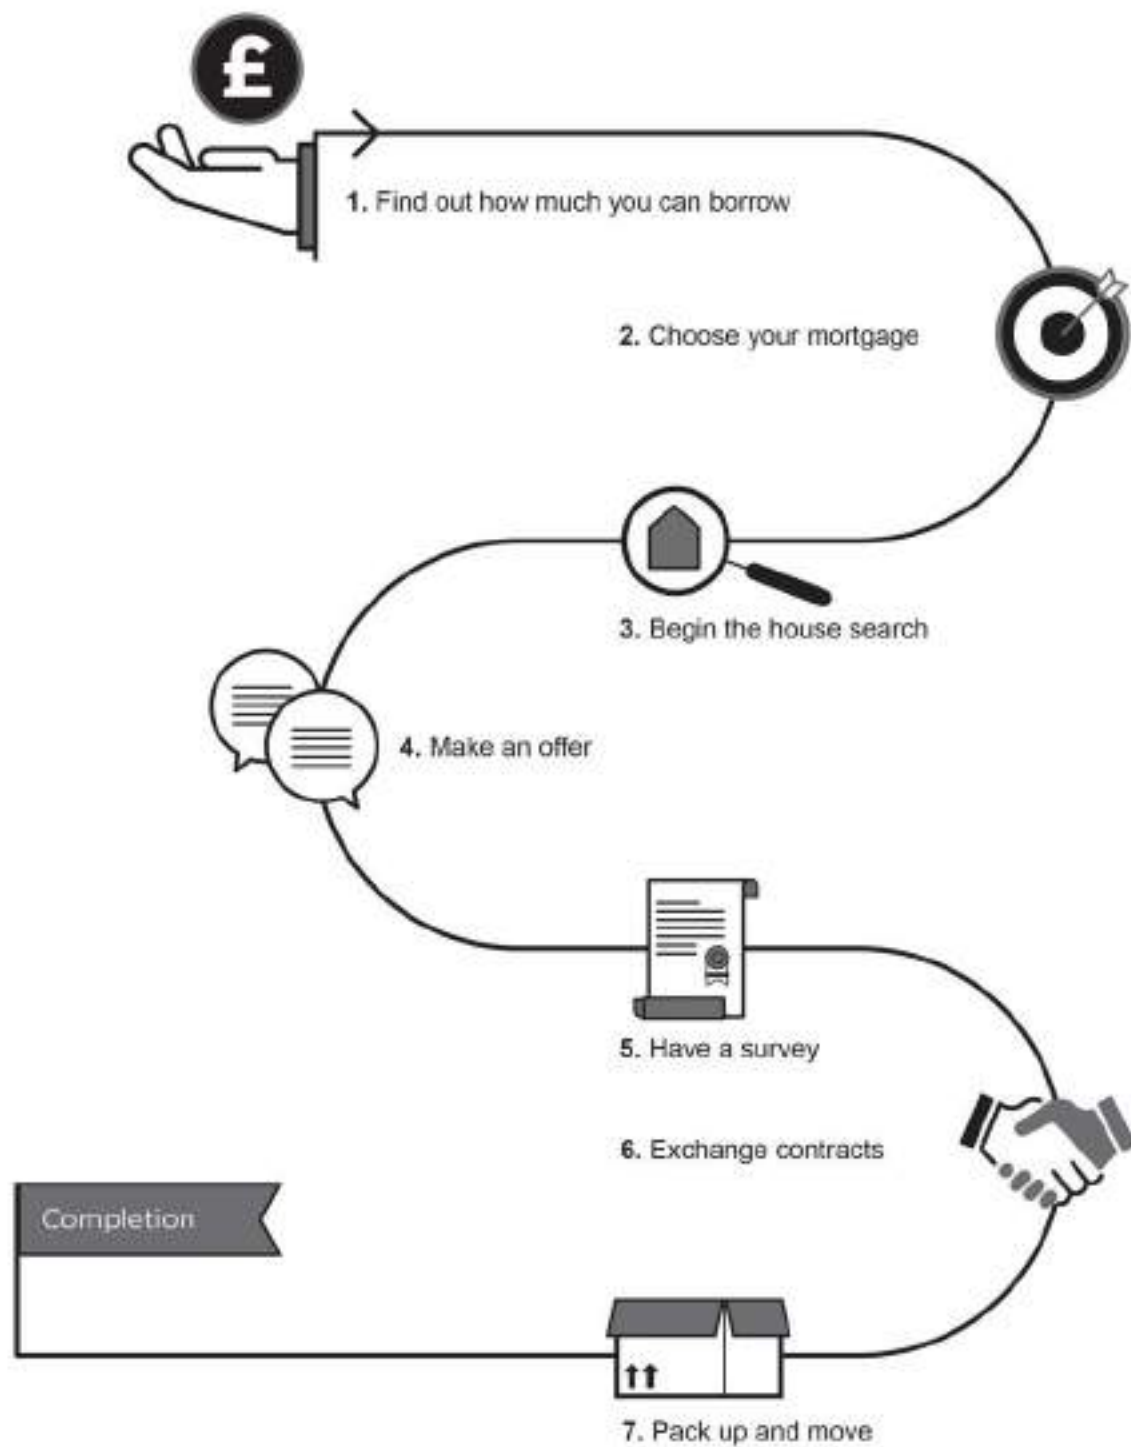 £
1. Find out how much you can borrow
2. Choose your mortgage
3. Begin the house search
4. Make an offer
5. Have a survey
6. Exchange contracts
Completion
7. Pack up and move